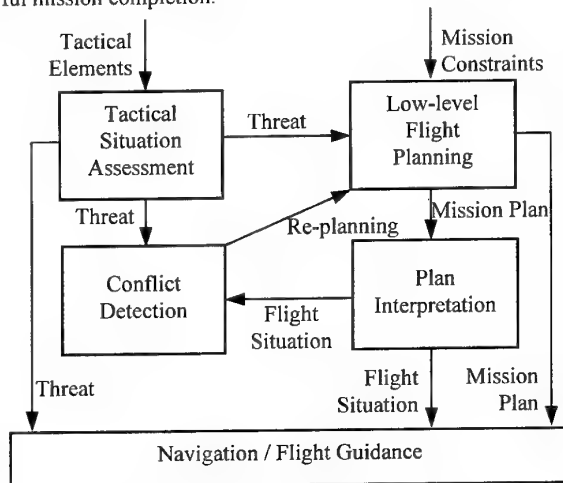 ful mission completion.
Tactical
Elements
Mission
Constraints
Tactical
Situation
Assessment
Threat
Low-level
Flight
Planning
Threat
Re-planning
Mission Plan
Conflict
Detection
Flight
Situation
Plan
Interpretation
Threat
Flight
Situation
Mission
Plan
Navigation / Flight Guidance